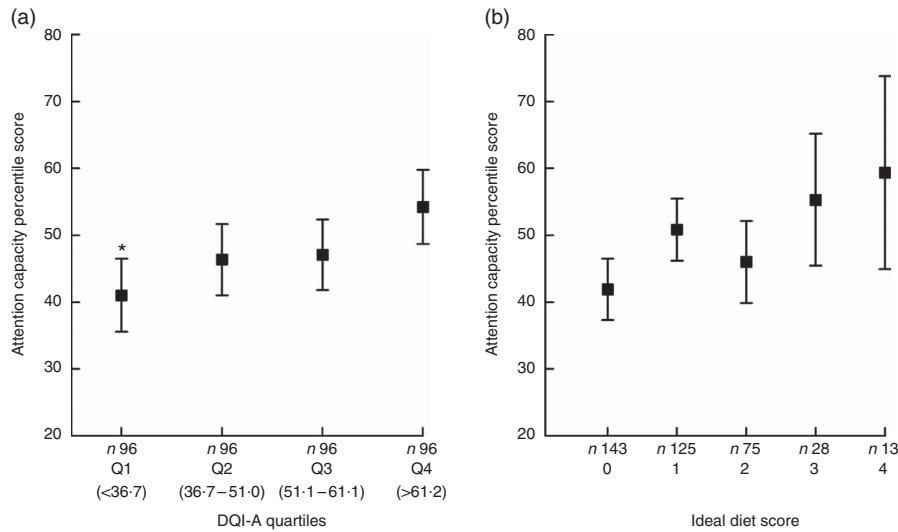 (a)
80
70
60
50
40
30
20
Attention capacity percentile score
*
n 96 n 96 n 96 n 96
Q1 Q2 Q3 Q4
(<36·7) (36·7–51·0) (51·1–61·1) (>61·2)
DQI-A quartiles
(b)
80
70
60
50
40
30
20
Attention capacity percentile score
n 143 n 125 n 75 n 28 n 13
0 1 2 3 4
Ideal diet score